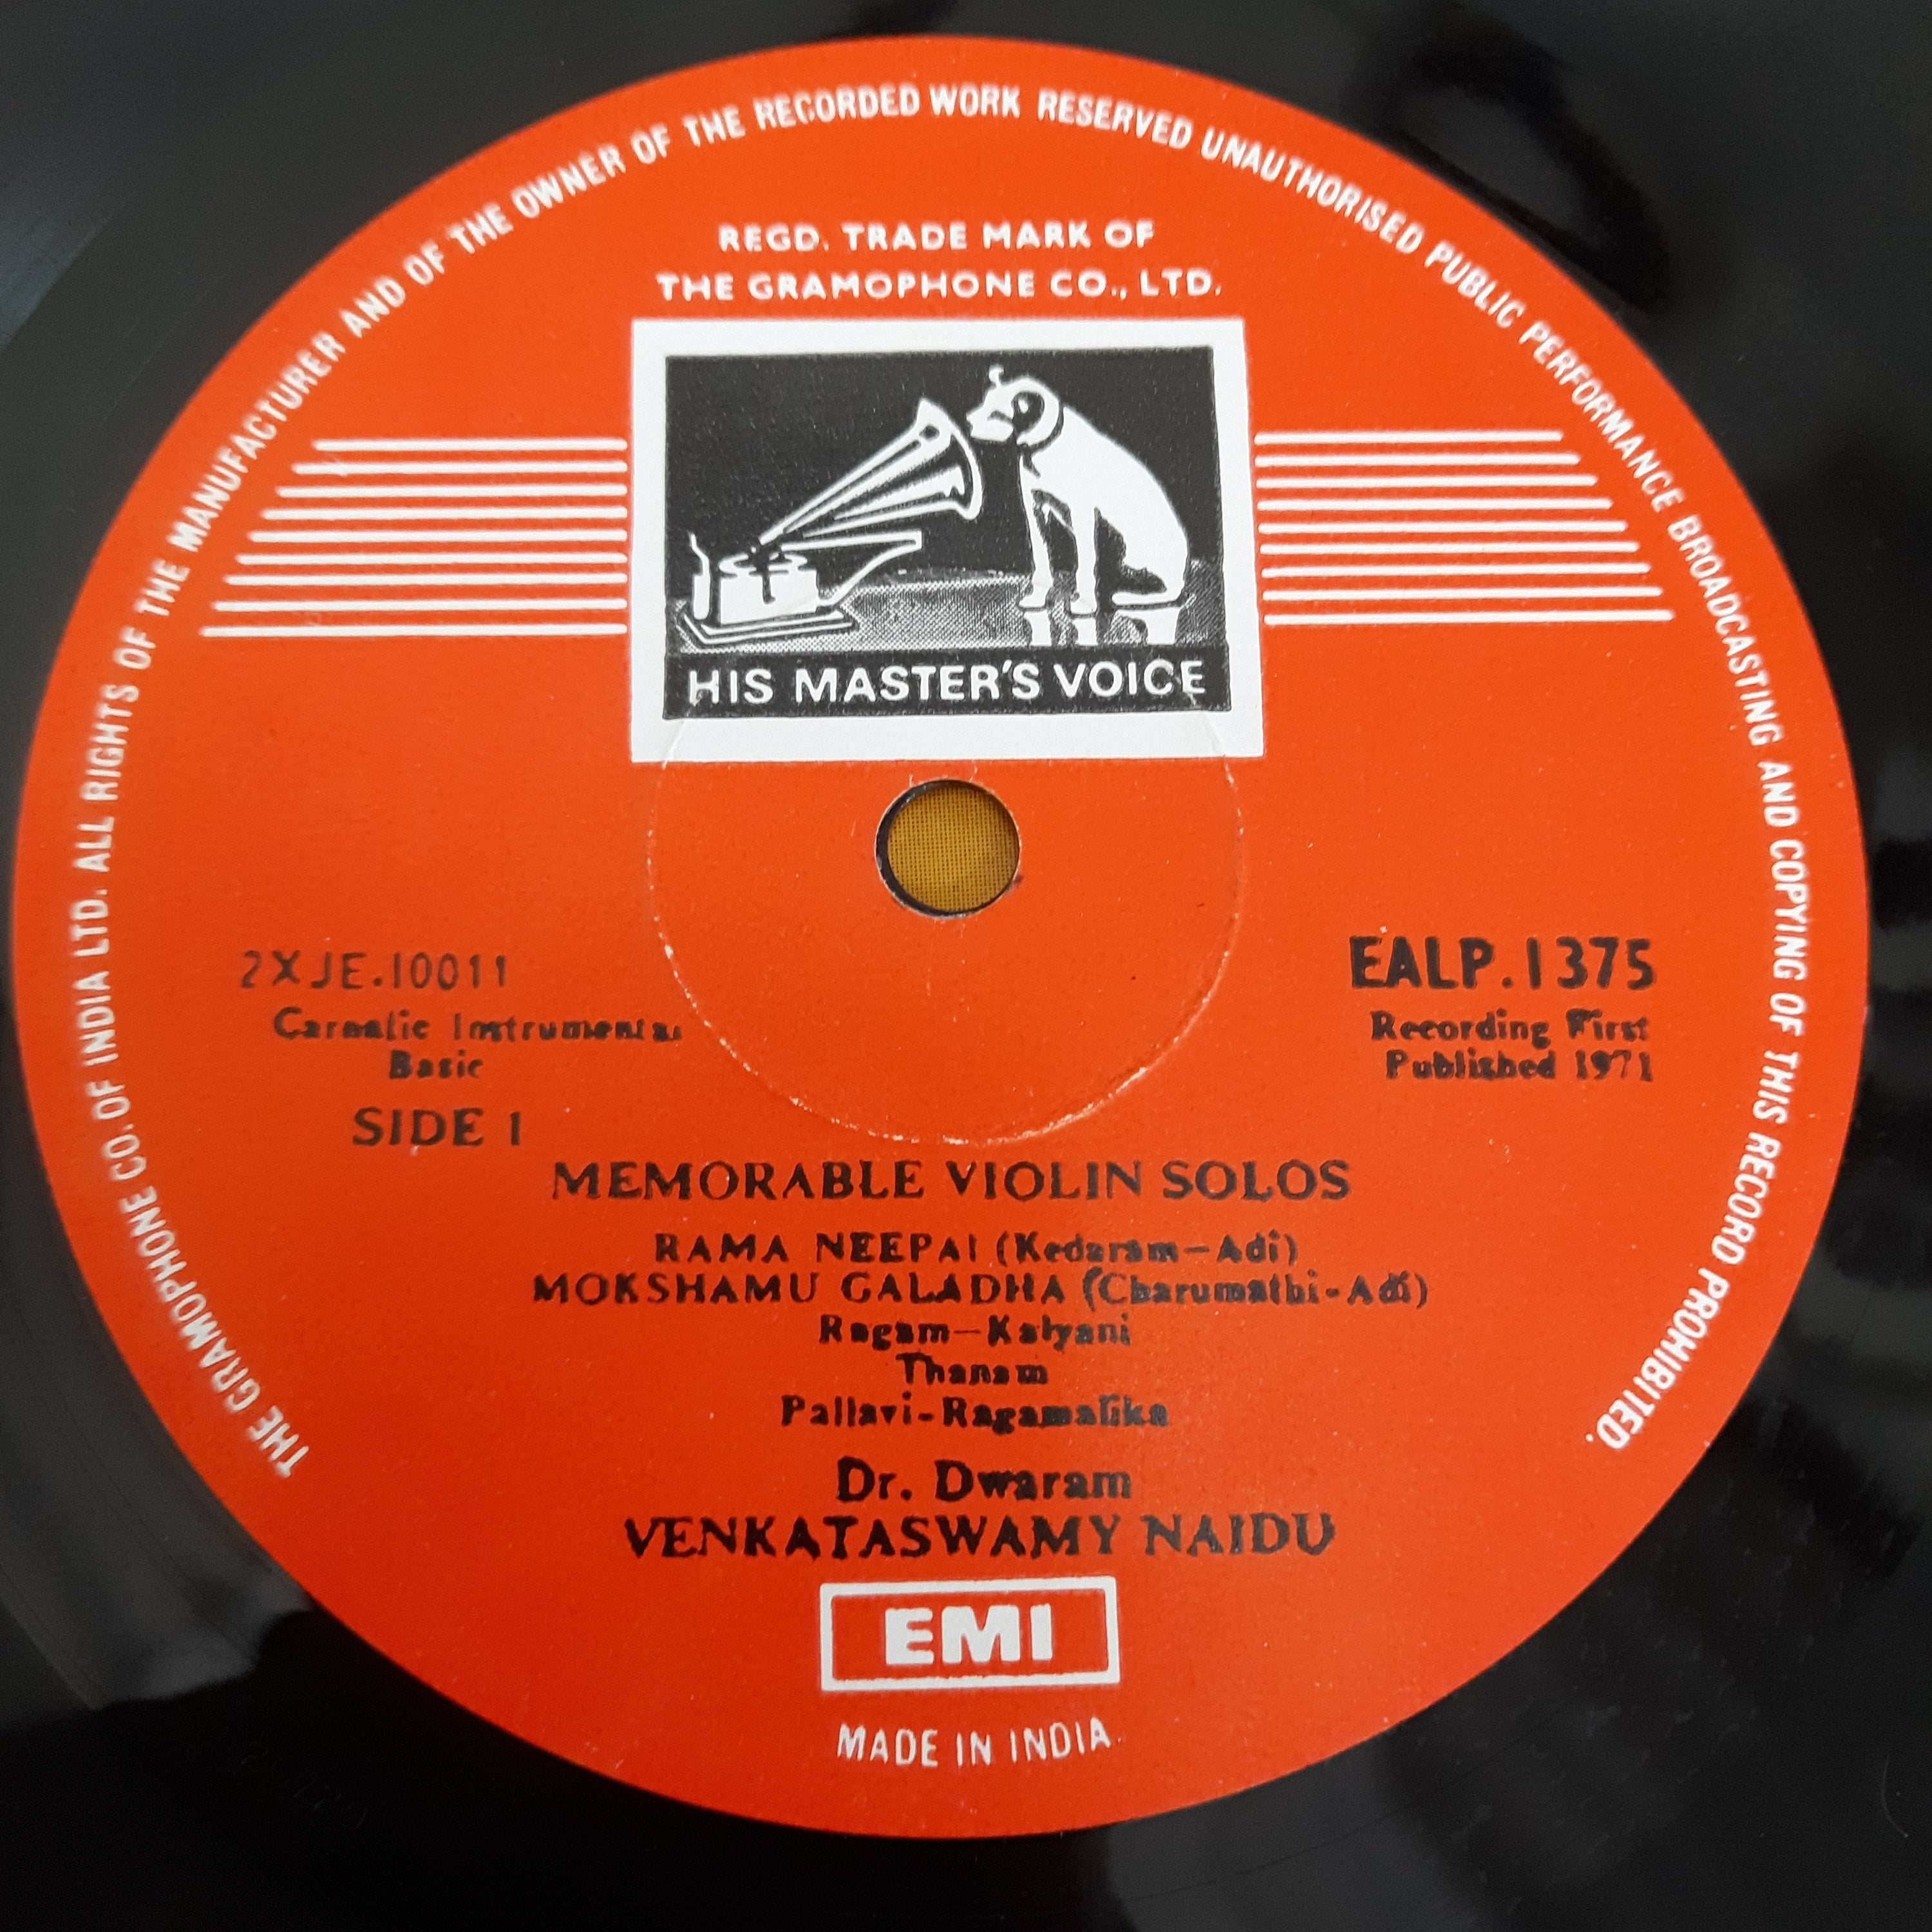 THE GRAMOPHONE CO. OF INDIA LTD. ALL RIGHTS OF THE MANUFACTURER AND OF THE OWNER OF THE RECORDED WORK RESERVED UNAUTHORISED PUBLIC PERFORMANCE BROADCASTING AND COPYING OF THIS RECORD PROHIBITED.
REGD. TRADE MARK OF
THE GRAMOPHONE CO., LTD.
HIS MASTER'S VOICE
2XJE.10011
Carnatic Instrumental
Basic
SIDE 1
EALP.1375
Recording First
Published 1971
MEMORABLE VIOLIN SOLOS
RAMA NEEPAI (Kedaram-Adi)
MOKSHAMU GALADHA (Charumathi-Adi)
Ragam-Kalyani
Thanam
Pallavi-Ragamalika
Dr. Dwaram
VENKATASWAMY NAIDU
EMI
MADE IN INDIA